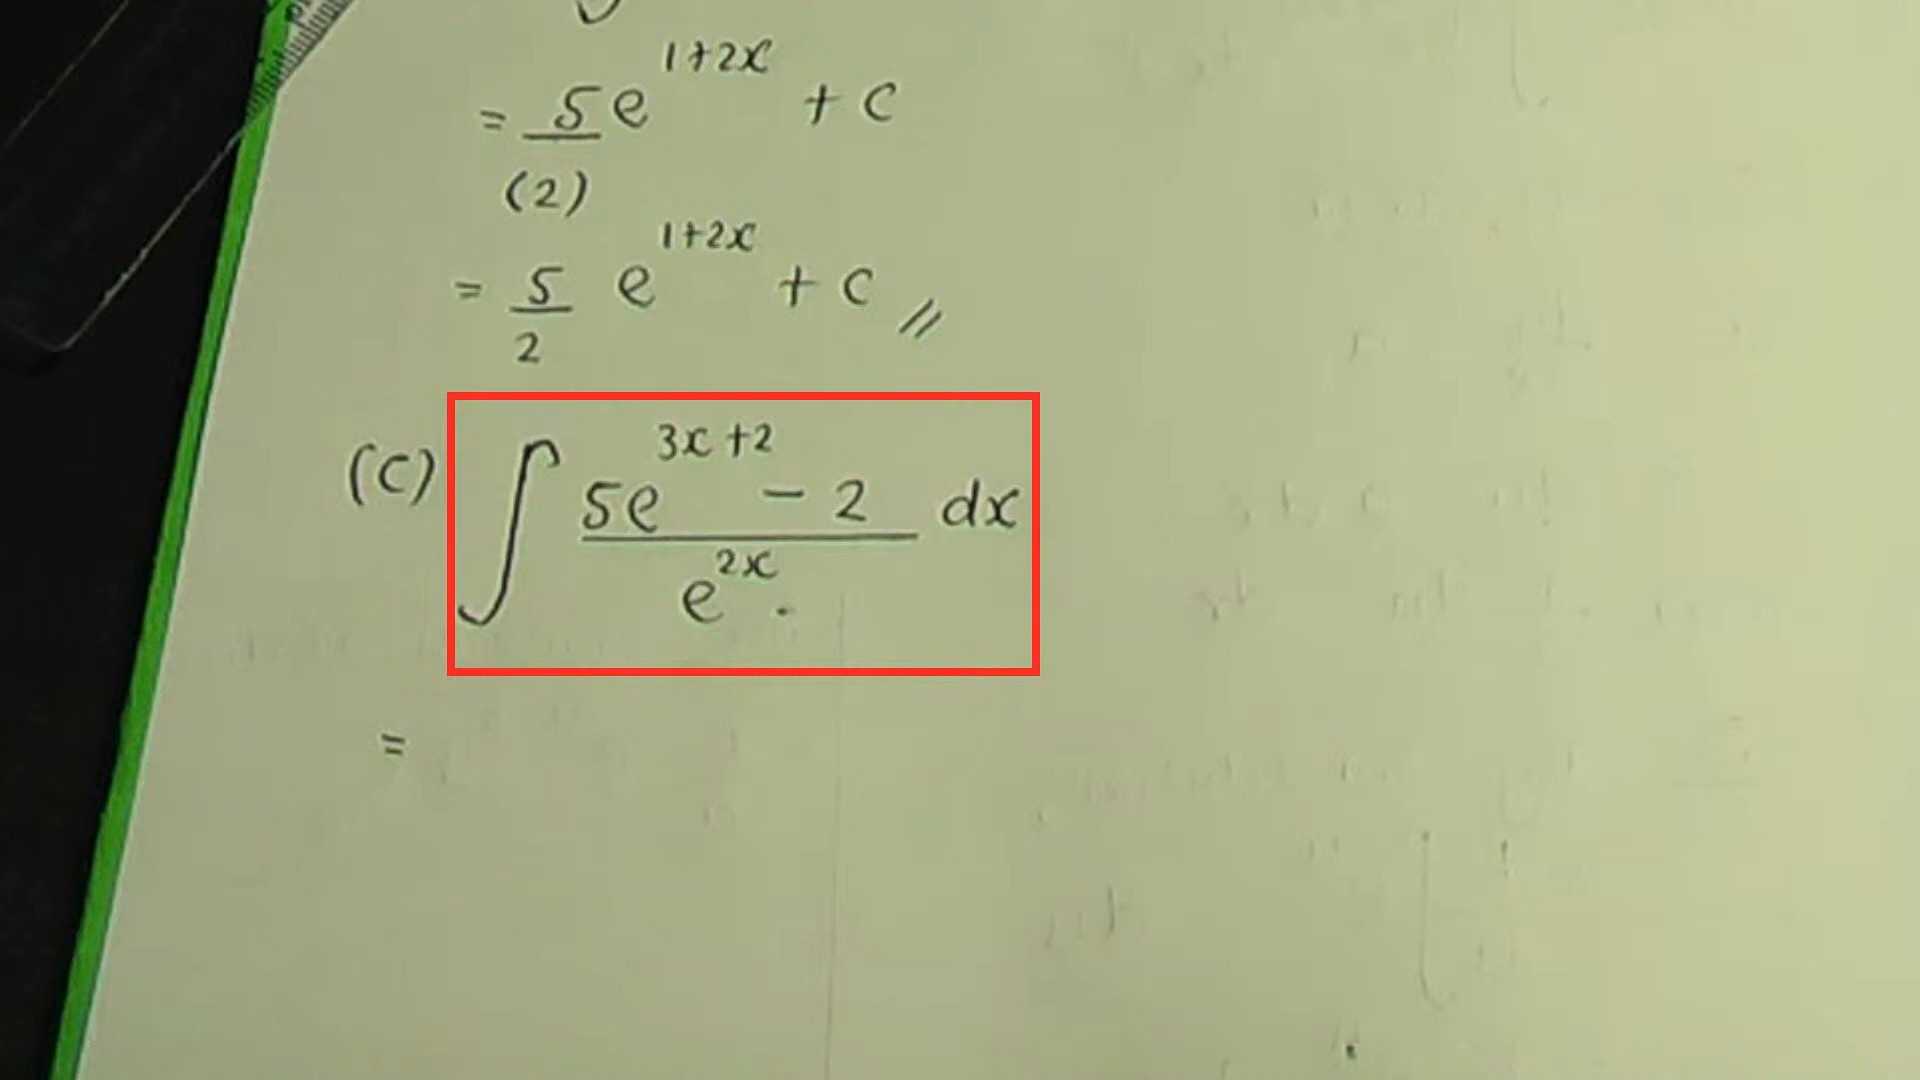 = 5e^{1+2x} + c
(2)
= 5/2 e^{1+2x} + c //
(c) ∫ (5e^{3x+2} - 2) / e^{2x} . dx
=